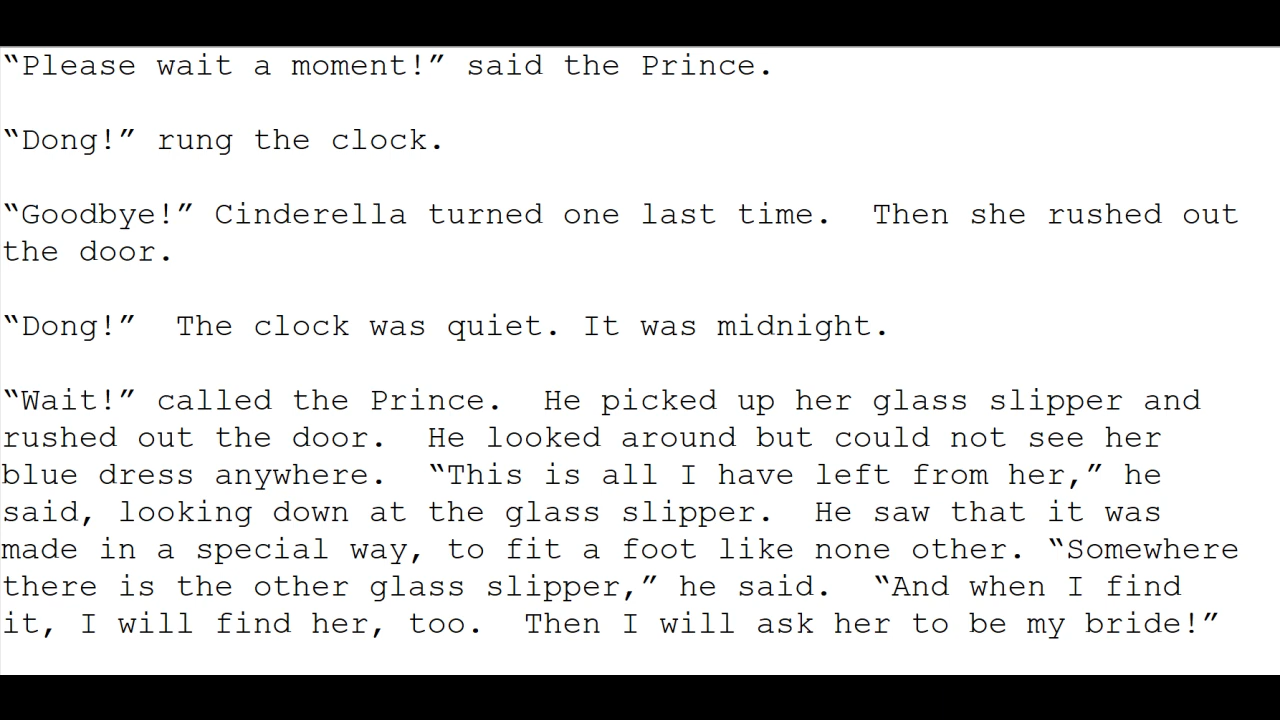 “Please wait a moment!” said the Prince.
“Dong!” rung the clock.
“Goodbye!” Cinderella turned one last time.  Then she rushed out
the door.
“Dong!”  The clock was quiet. It was midnight.
“Wait!” called the Prince.  He picked up her glass slipper and
rushed out the door.  He looked around but could not see her
blue dress anywhere.  “This is all I have left from her,” he
said, looking down at the glass slipper.  He saw that it was
made in a special way, to fit a foot like none other. “Somewhere
there is the other glass slipper,” he said.  “And when I find
it, I will find her, too.  Then I will ask her to be my bride!”